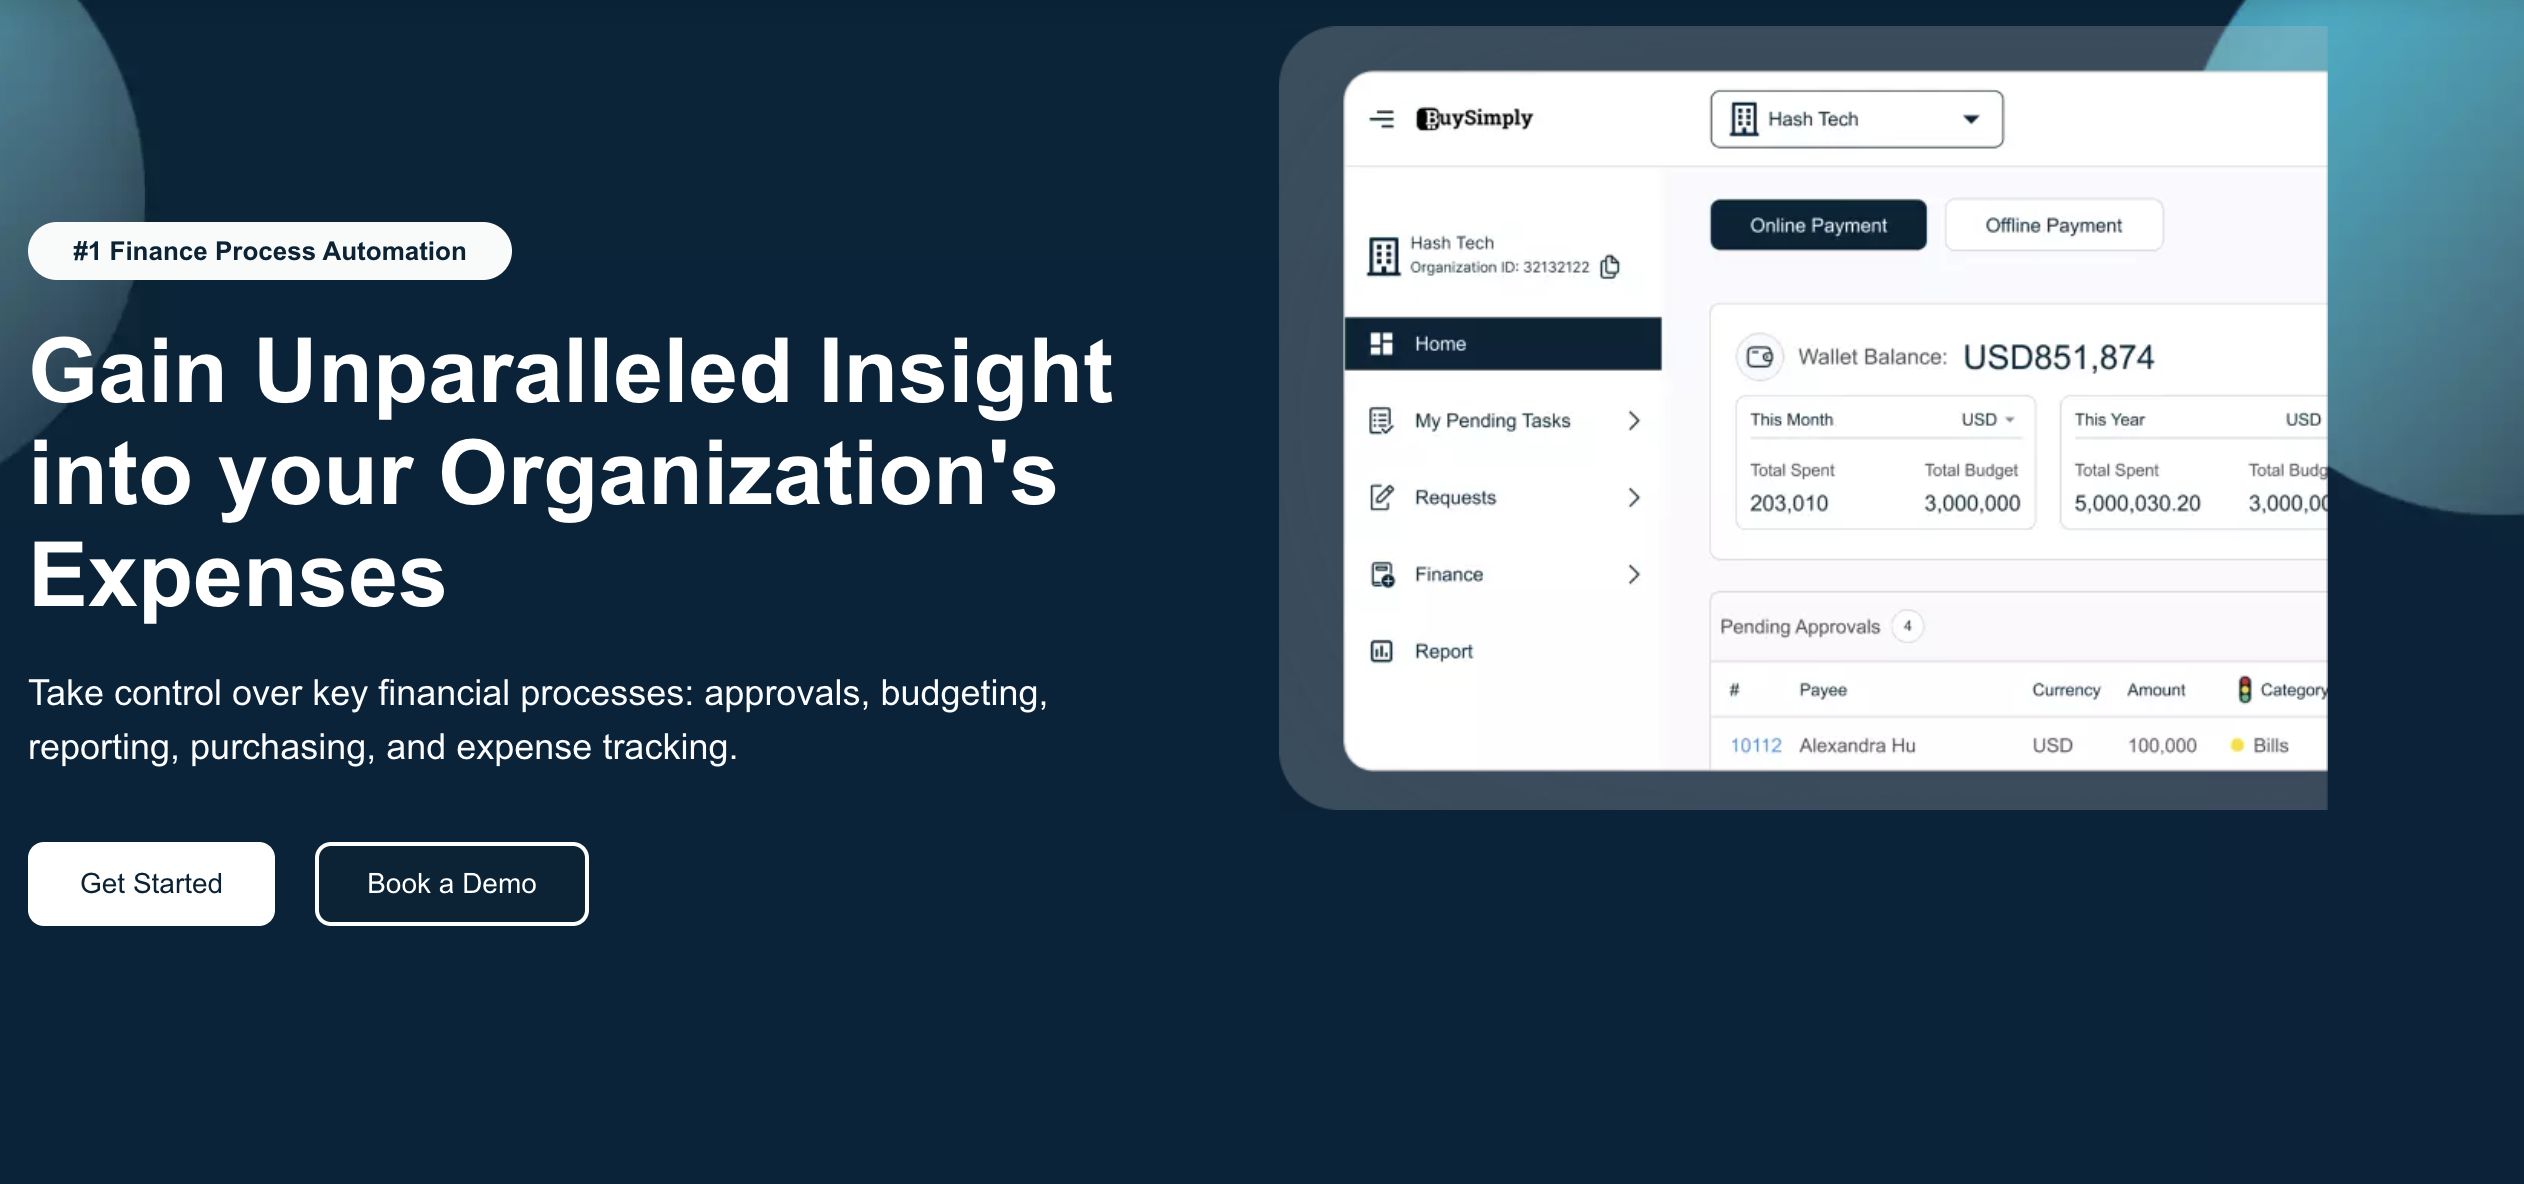 #1 Finance Process Automation
Gain Unparalleled Insight
into your Organization's
Expenses
Take control over key financial processes: approvals, budgeting,
reporting, purchasing, and expense tracking.
Get Started
Book a Demo
BuySimply
Hash Tech
Hash Tech
Organization ID: 32132122
Home
My Pending Tasks
Requests
Finance
Report
Online Payment
Offline Payment
Wallet Balance: USD851,874
This Month USD
Total Spent Total Budget
203,010 3,000,000
This Year USD
Total Spent Total Budg
5,000,030.20 3,000,00
Pending Approvals 4
# Payee Currency Amount Category
10112 Alexandra Hu USD 100,000 Bills